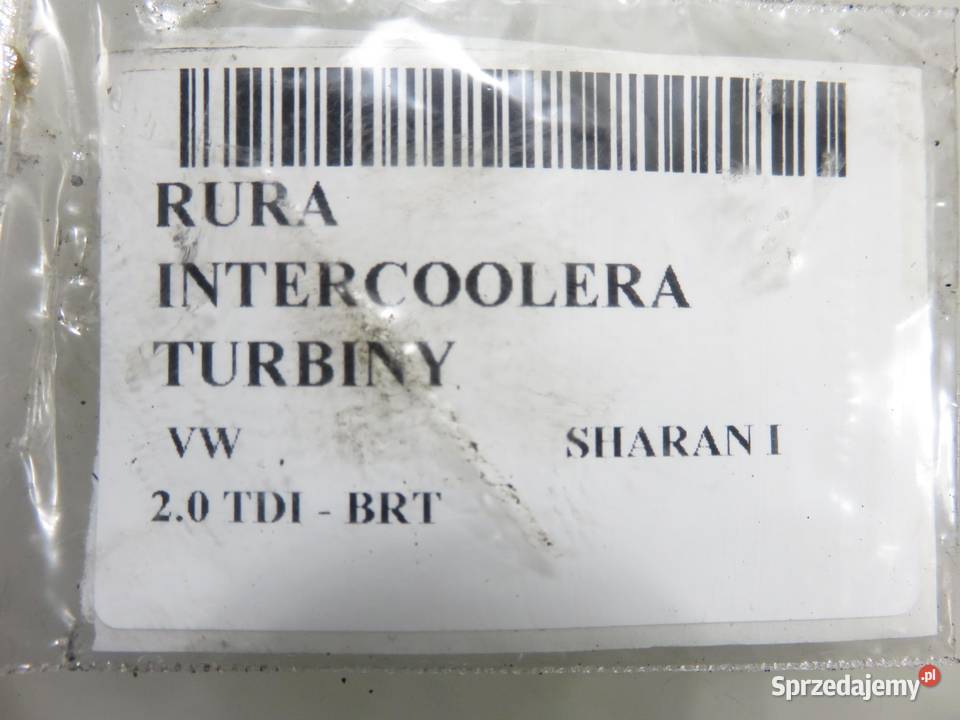 RURA
INTERCOOLERA
TURBINY
VW SHARAN I
2.0 TDI - BRT
Sprzedajemy.pl